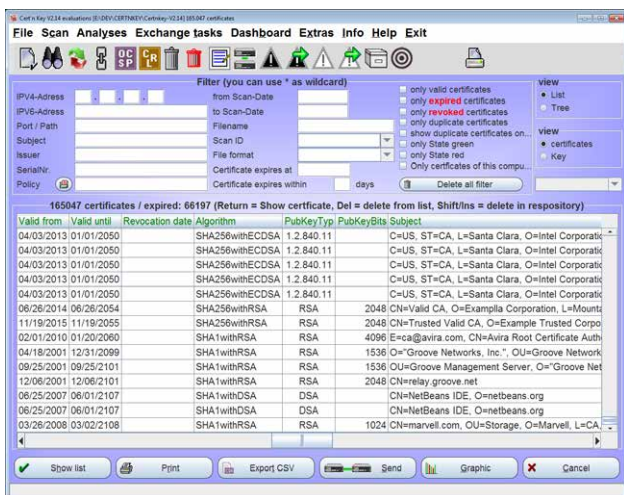 Cert'n Key V2.14 evaluations [E:\DEV\CERTNKEY\Certnkey-V2.14] 165.047 certificates
File Scan Analyses Exchange tasks Dashboard Extras Info Help Exit
OCSP CRL
Filter (you can use * as wildcard)
IPV4-Adress . . . from Scan-Date
IPV6-Adress to Scan-Date
Port / Path Filename
Subject Scan ID
Issuer File format
SerialNr. Certificate expires at
Policy Certificate expires within days
only valid certificates
only expired certificates
only revoked certificates
only duplicate certificates
show duplicate certificates on...
only State green
only State red
Only certfcates of this compu...
Delete all filter
view
List
Tree
view
certificates
Key
165047 certificates / expired: 66197 (Return = Show certficate, Del = delete from list, Shift/Ins = delete in respository)
Valid from Valid until Revocation date Algorithm PubKeyTyp PubKeyBits Subject
04/03/2013 01/01/2050 SHA256withECDSA 1.2.840.11 C=US, ST=CA, L=Santa Clara, O=Intel Corporatic
04/03/2013 01/01/2050 SHA256withECDSA 1.2.840.11 C=US, ST=CA, L=Santa Clara, O=Intel Corporatic
04/03/2013 01/01/2050 SHA256withECDSA 1.2.840.11 C=US, ST=CA, L=Santa Clara, O=Intel Corporatic
04/03/2013 01/01/2050 SHA256withECDSA 1.2.840.11 C=US, ST=CA, L=Santa Clara, O=Intel Corporatic
04/03/2013 01/01/2050 SHA256withECDSA 1.2.840.11 C=US, ST=CA, L=Santa Clara, O=Intel Corporatic
06/26/2014 06/26/2054 SHA256withRSA RSA 2048 CN=Valid CA, O=Examplla Corporation, L=Mounta
11/19/2015 11/19/2055 SHA256withRSA RSA 2048 CN=Trusted Valid CA, O=Example Trusted Corpo
02/01/2010 01/20/2060 SHA1withRSA RSA 4096 E=ca@avira.com, CN=Avira Root Certificate Auth
04/18/2001 12/31/2099 SHA1withRSA RSA 1536 O="Groove Networks, Inc.", OU=Groove Network
09/25/2001 09/25/2101 SHA1withRSA RSA 1536 OU=Groove Management Server, O="Groove Net
12/06/2001 12/06/2101 SHA1withRSA RSA 2048 CN=relay.groove.net
06/25/2007 06/01/2107 SHA1withDSA DSA CN=NetBeans IDE, O=netbeans.org
06/25/2007 06/01/2107 SHA1withDSA DSA CN=NetBeans IDE, O=netbeans.org
03/26/2008 03/02/2108 SHA1withRSA RSA 1024 CN=marvell.com, OU=Storage, O=Marvell, L=CA,
Show list Print Export CSV Send Graphic Cancel